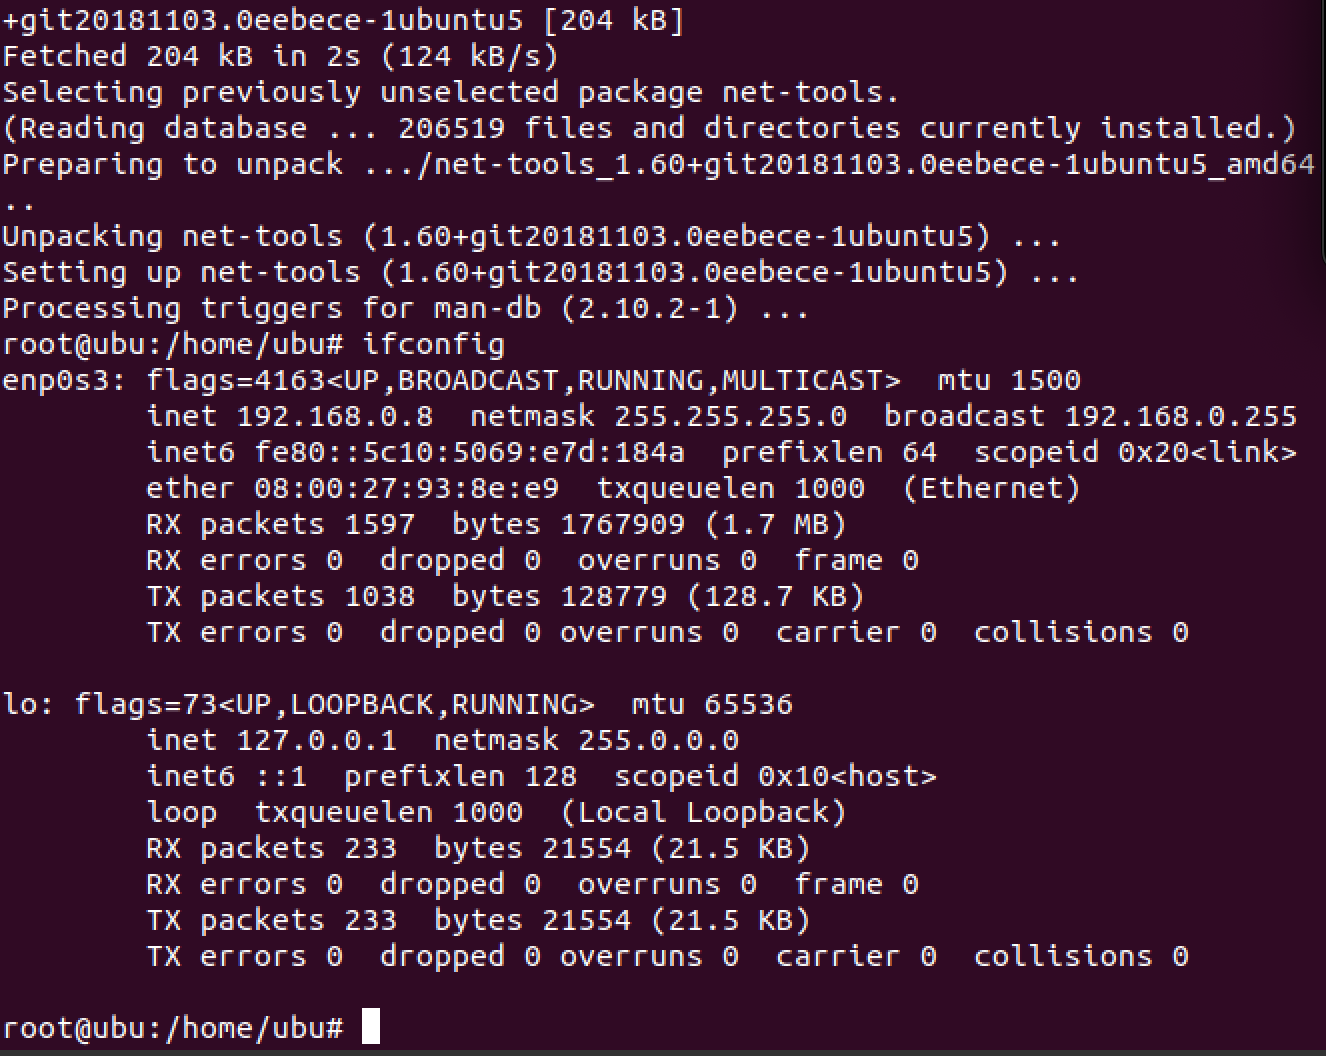 +git20181103.0eebece-1ubuntu5 [204 kB]
Fetched 204 kB in 2s (124 kB/s)
Selecting previously unselected package net-tools.
(Reading database ... 206519 files and directories currently installed.)
Preparing to unpack .../net-tools_1.60+git20181103.0eebece-1ubuntu5_amd64
..
Unpacking net-tools (1.60+git20181103.0eebece-1ubuntu5) ...
Setting up net-tools (1.60+git20181103.0eebece-1ubuntu5) ...
Processing triggers for man-db (2.10.2-1) ...
root@ubu:/home/ubu# ifconfig
enp0s3: flags=4163<UP,BROADCAST,RUNNING,MULTICAST>  mtu 1500
        inet 192.168.0.8  netmask 255.255.255.0  broadcast 192.168.0.255
        inet6 fe80::5c10:5069:e7d:184a  prefixlen 64  scopeid 0x20<link>
        ether 08:00:27:93:8e:e9  txqueuelen 1000  (Ethernet)
        RX packets 1597  bytes 1767909 (1.7 MB)
        RX errors 0  dropped 0  overruns 0  frame 0
        TX packets 1038  bytes 128779 (128.7 KB)
        TX errors 0  dropped 0 overruns 0  carrier 0  collisions 0

lo: flags=73<UP,LOOPBACK,RUNNING>  mtu 65536
        inet 127.0.0.1  netmask 255.0.0.0
        inet6 ::1  prefixlen 128  scopeid 0x10<host>
        loop  txqueuelen 1000  (Local Loopback)
        RX packets 233  bytes 21554 (21.5 KB)
        RX errors 0  dropped 0  overruns 0  frame 0
        TX packets 233  bytes 21554 (21.5 KB)
        TX errors 0  dropped 0 overruns 0  carrier 0  collisions 0

root@ubu:/home/ubu#